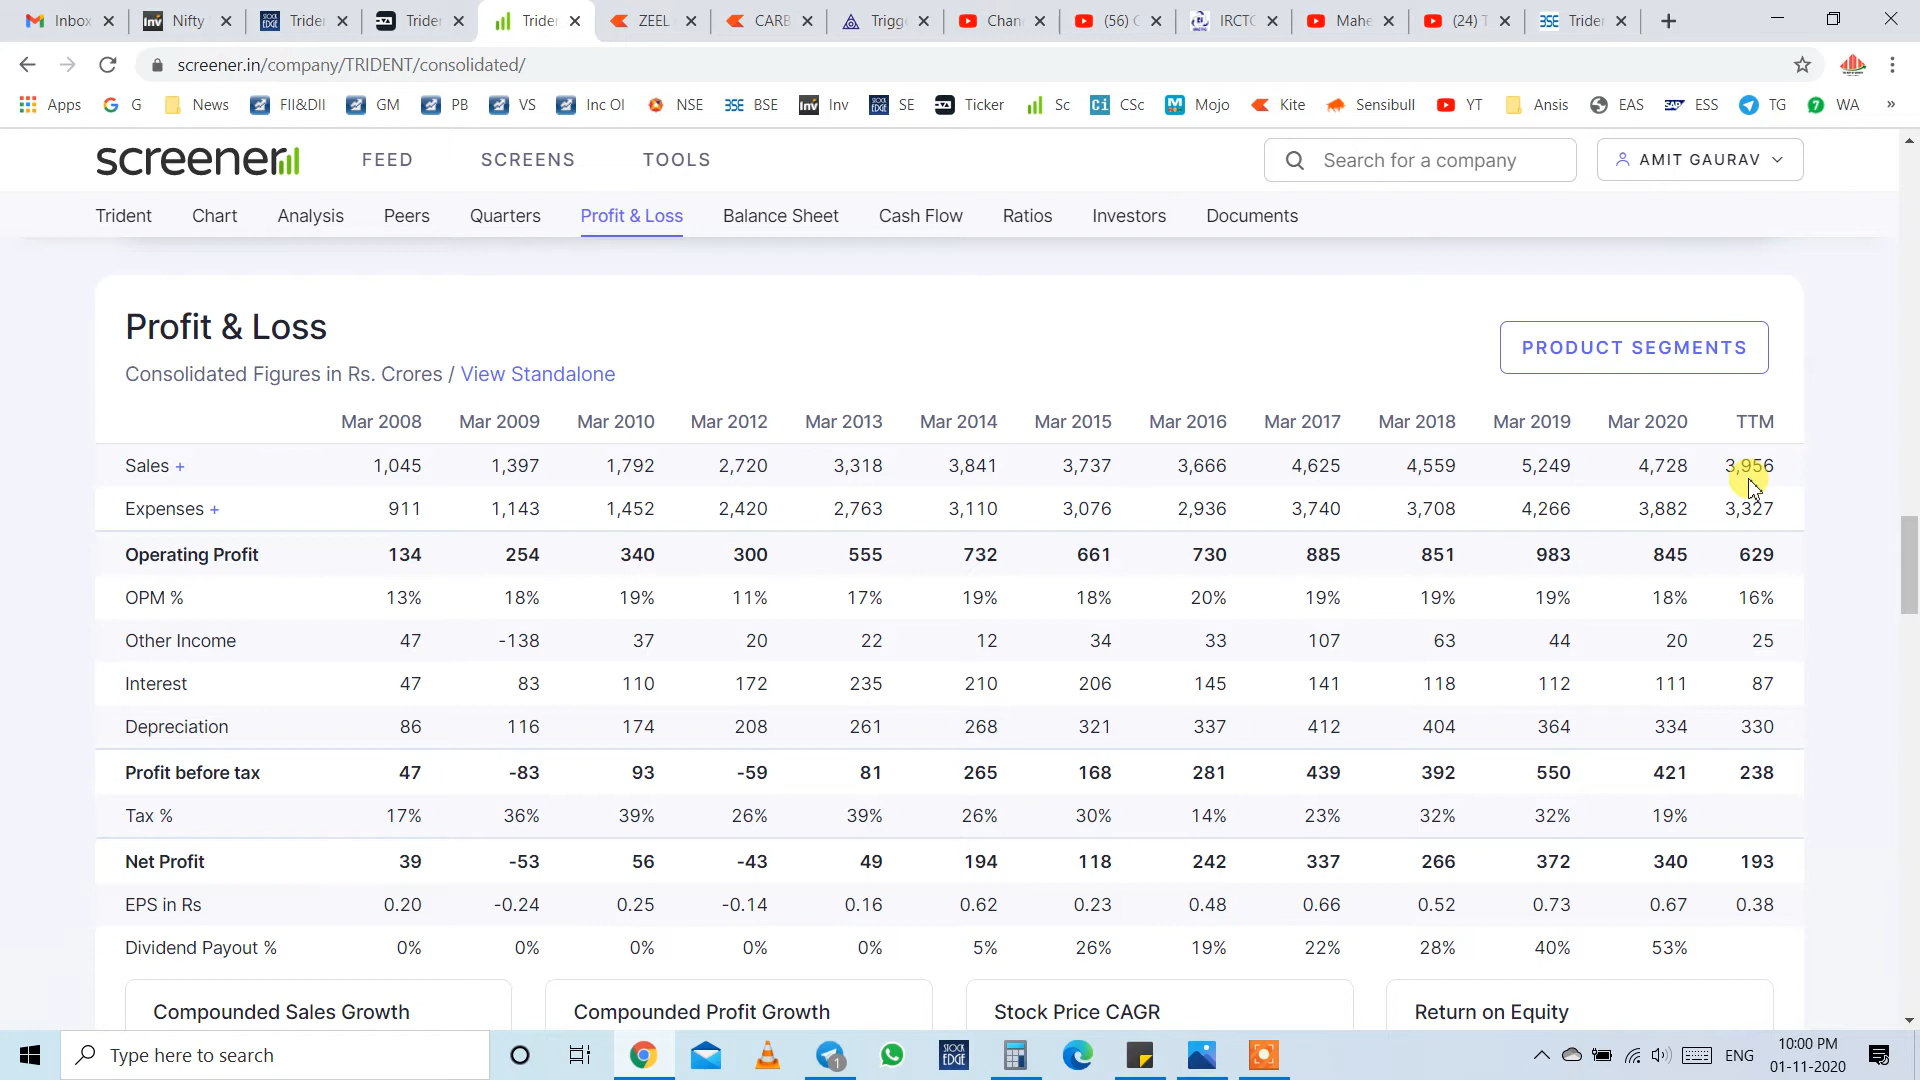 Inbox Nifty Trider Trider Trider ZEEL CARB Trigg Chan (56) C IRCTC Mahe (24) T Trider
screener.in/company/TRIDENT/consolidated/
Apps G News FII&DII GM PB VS Inc OI NSE BSE Inv SE Ticker Sc CSc Mojo Kite Sensibull YT Ansis EAS ESS TG WA »
screener FEED SCREENS TOOLS Search for a company AMIT GAURAV
Trident Chart Analysis Peers Quarters Profit & Loss Balance Sheet Cash Flow Ratios Investors Documents
Profit & Loss
PRODUCT SEGMENTS
Consolidated Figures in Rs. Crores / View Standalone
Mar 2008 Mar 2009 Mar 2010 Mar 2012 Mar 2013 Mar 2014 Mar 2015 Mar 2016 Mar 2017 Mar 2018 Mar 2019 Mar 2020 TTM
Sales + 1,045 1,397 1,792 2,720 3,318 3,841 3,737 3,666 4,625 4,559 5,249 4,728 3,956
Expenses + 911 1,143 1,452 2,420 2,763 3,110 3,076 2,936 3,740 3,708 4,266 3,882 3,327
Operating Profit 134 254 340 300 555 732 661 730 885 851 983 845 629
OPM % 13% 18% 19% 11% 17% 19% 18% 20% 19% 19% 19% 18% 16%
Other Income 47 -138 37 20 22 12 34 33 107 63 44 20 25
Interest 47 83 110 172 235 210 206 145 141 118 112 111 87
Depreciation 86 116 174 208 261 268 321 337 412 404 364 334 330
Profit before tax 47 -83 93 -59 81 265 168 281 439 392 550 421 238
Tax % 17% 36% 39% 26% 39% 26% 30% 14% 23% 32% 32% 19%
Net Profit 39 -53 56 -43 49 194 118 242 337 266 372 340 193
EPS in Rs 0.20 -0.24 0.25 -0.14 0.16 0.62 0.23 0.48 0.66 0.52 0.73 0.67 0.38
Dividend Payout % 0% 0% 0% 0% 0% 5% 26% 19% 22% 28% 40% 53%
Compounded Sales Growth Compounded Profit Growth Stock Price CAGR Return on Equity
Type here to search STOCK EDGE ENG 10:00 PM
01-11-2020